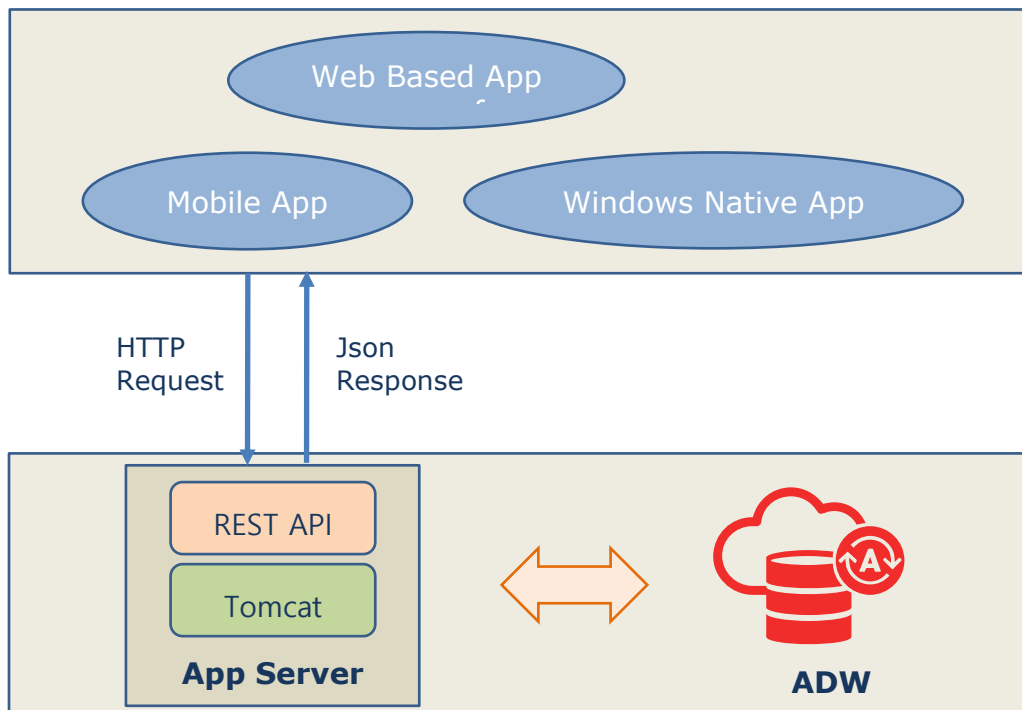 Web Based App
Mobile App
Windows Native App
HTTP
Request
Json
Response
REST API
Tomcat
App Server
A
ADW